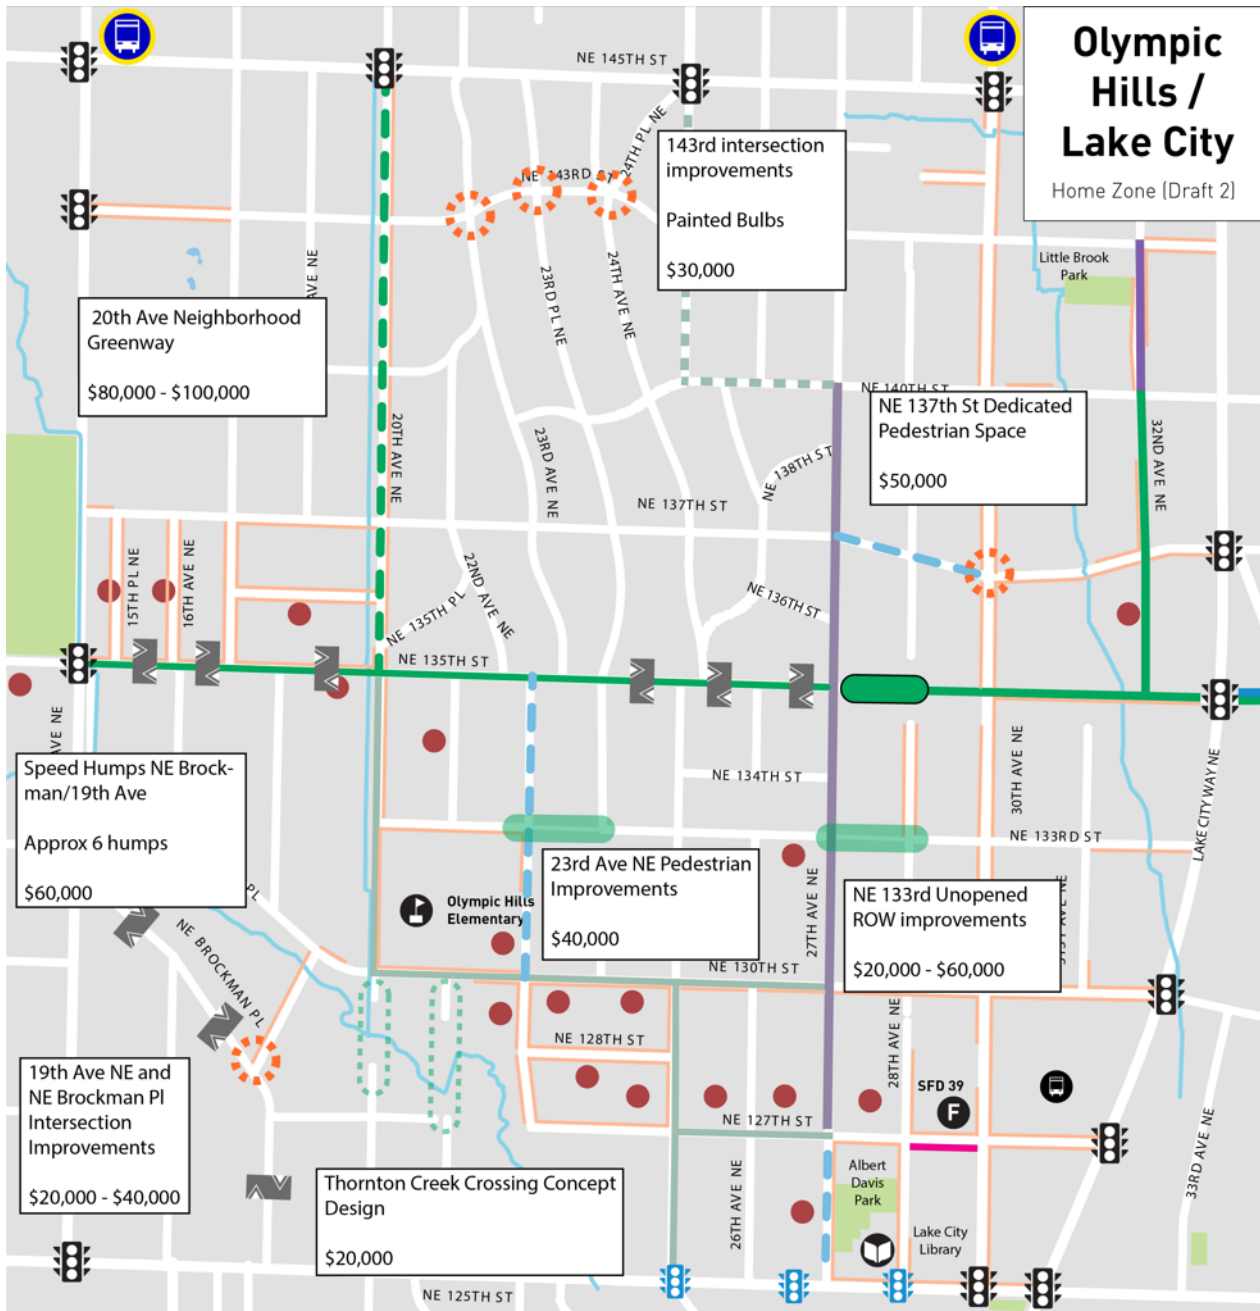 Olympic
Hills /
Lake City
Home Zone (Draft 2)
NE 145TH ST
24TH PL NE
NE 143RD ST
143rd intersection
improvements
Painted Bulbs
$30,000
Little Brook
Park
AVE NE
23RD PL NE
24TH AVE NE
20th Ave Neighborhood
Greenway
$80,000 - $100,000
NE 140TH ST
NE 137th St Dedicated
Pedestrian Space
$50,000
20TH AVE NE
23RD AVE NE
NE 138TH ST
32ND AVE NE
NE 137TH ST
15TH PL NE
16TH AVE NE
22ND AVE NE
NE 135TH PL
NE 136TH ST
NE 135TH ST
AVE NE
Speed Humps NE Brock-
man/19th Ave
Approx 6 humps
$60,000
NE 134TH ST
30TH AVE NE
NE 133RD ST
LAKE CITY WAY NE
PL
Olympic Hills
Elementary
23rd Ave NE Pedestrian
Improvements
$40,000
27TH AVE NE
NE 133rd Unopened
ROW improvements
$20,000 - $60,000
31ST AVE NE
NE BROCKMAN PL
NE 130TH ST
NE 128TH ST
28TH AVE NE
19th Ave NE and
NE Brockman Pl
Intersection
Improvements
$20,000 - $40,000
SFD 39
F
NE 127TH ST
Thornton Creek Crossing Concept
Design
$20,000
26TH AVE NE
Albert
Davis
Park
Lake City
Library
33RD AVE NE
NE 125TH ST